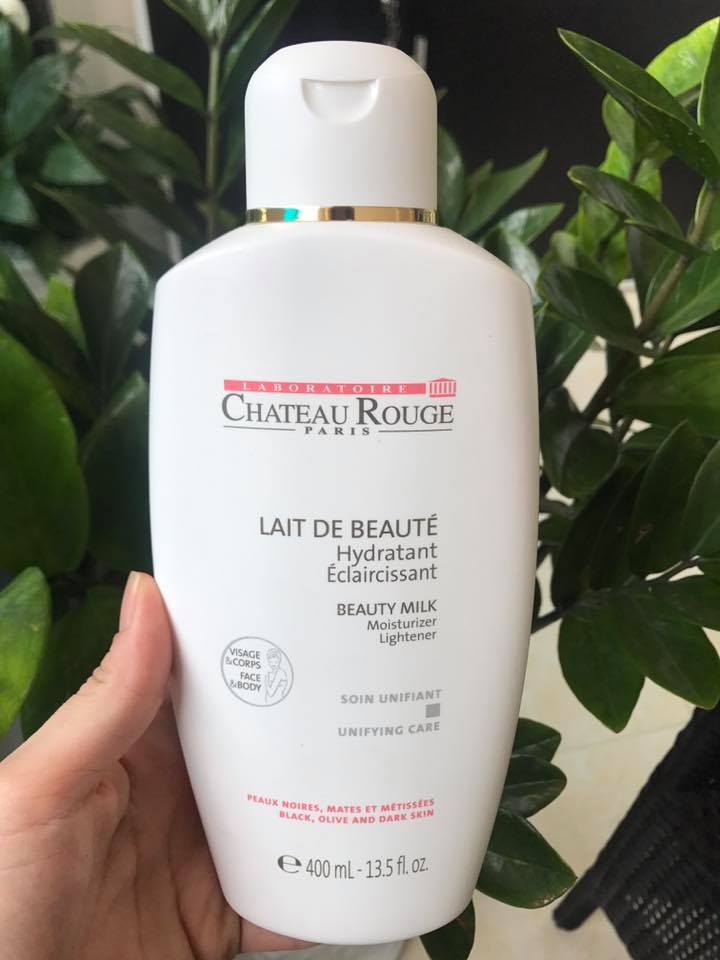 LABORATOIRE
CHATEAU ROUGE
PARIS
LAIT DE BEAUTÉ
Hydratant
Éclaircissant
BEAUTY MILK
Moisturizer
Lightener
VISAGE
&CORPS
FACE
&BODY
SOIN UNIFIANT
UNIFYING CARE
PEAUX NOIRES, MATES ET MÉTISSÉES
BLACK, OLIVE AND DARK SKIN
℮ 400 mL - 13.5 fl. oz.